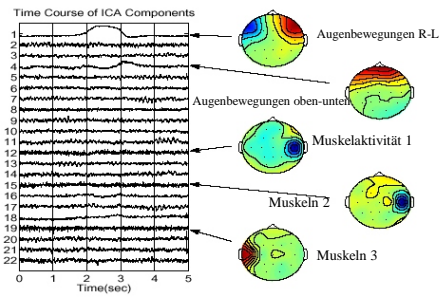 Time Course of ICA Components
1
2
3
4
5
6
7
8
9
10
11
12
13
14
15
16
17
18
19
20
21
22
0 1 2 3 4 5
Time(sec)
Augenbewegungen R-L
Augenbewegungen oben-unten
Muskelaktivität 1
Muskeln 2
Muskeln 3